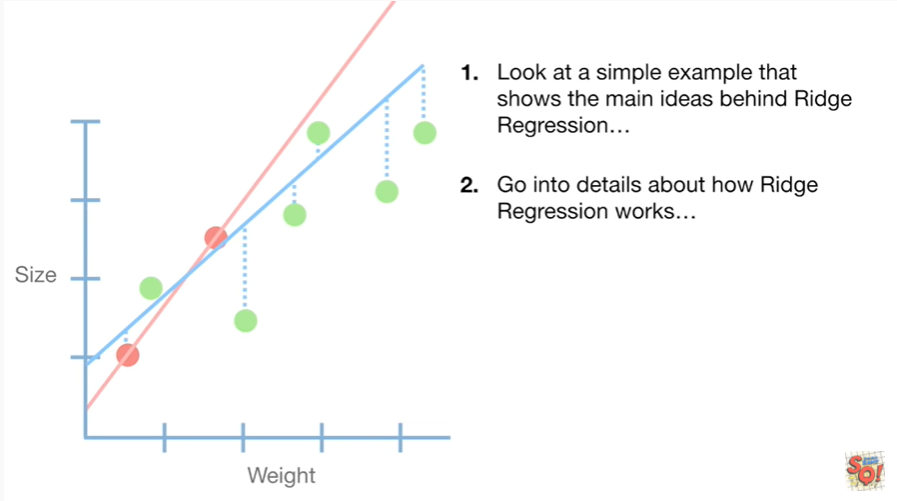 1. Look at a simple example that
shows the main ideas behind Ridge
Regression…
2. Go into details about how Ridge
Regression works…
Size
Weight